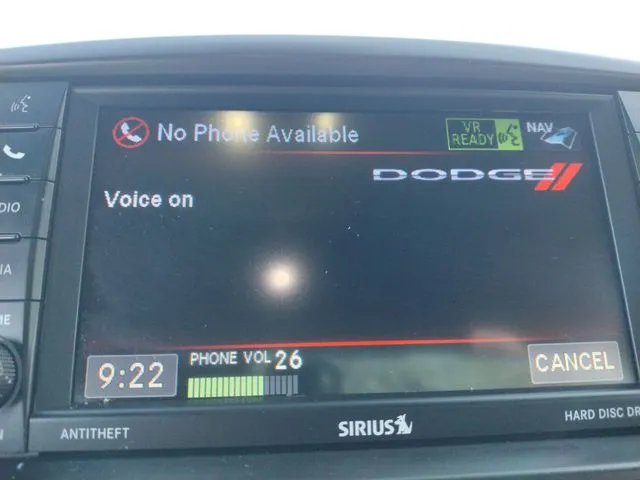 No Phone Available
VR READY
NAV
DODGE
Voice on
9:22
PHONE VOL 26
CANCEL
ANTITHEFT
SIRIUS
HARD DISC DR